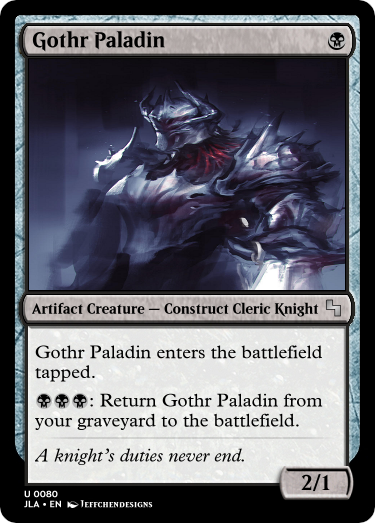 Gothr Paladin
Artifact Creature — Construct Cleric Knight
Gothr Paladin enters the battlefield
tapped.
: Return Gothr Paladin from
your graveyard to the battlefield.
A knight's duties never end.
2/1
U 0080
JLA • EN Jeffchendesigns